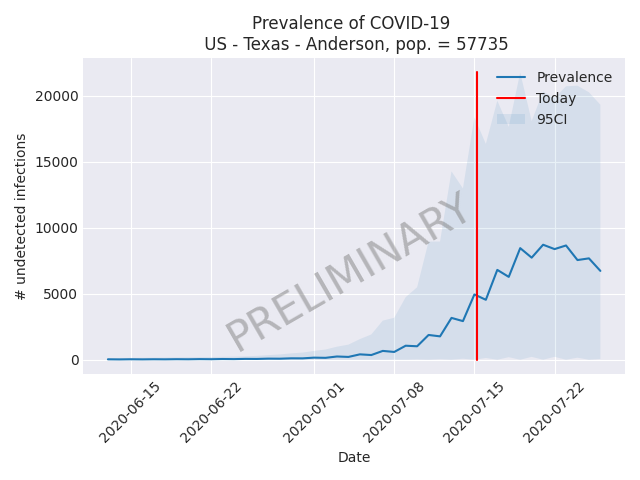 Prevalence of COVID-19
US - Texas - Anderson, pop. = 57735
Prevalence
Today
95CI
PRELIMINARY
# undetected infections
20000
15000
10000
5000
0
2020-06-15
2020-06-22
2020-07-01
2020-07-08
2020-07-15
2020-07-22
Date